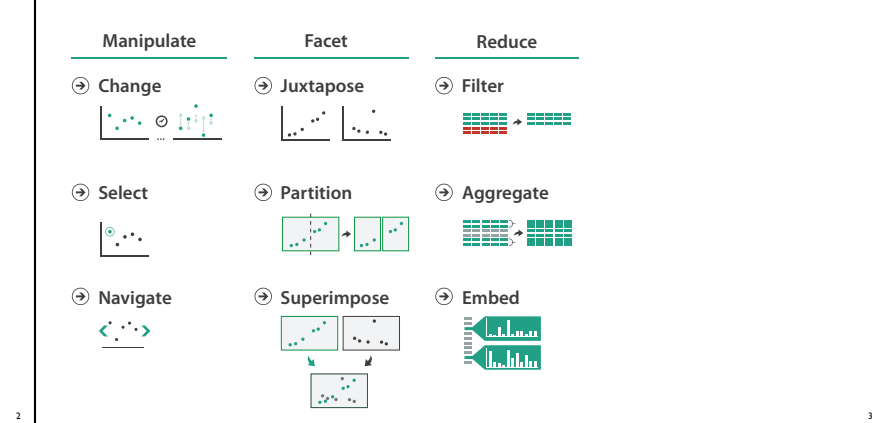 Manipulate
Facet
Reduce
Change
Juxtapose
Filter
...
Select
Partition
Aggregate
Navigate
Superimpose
Embed
2
3